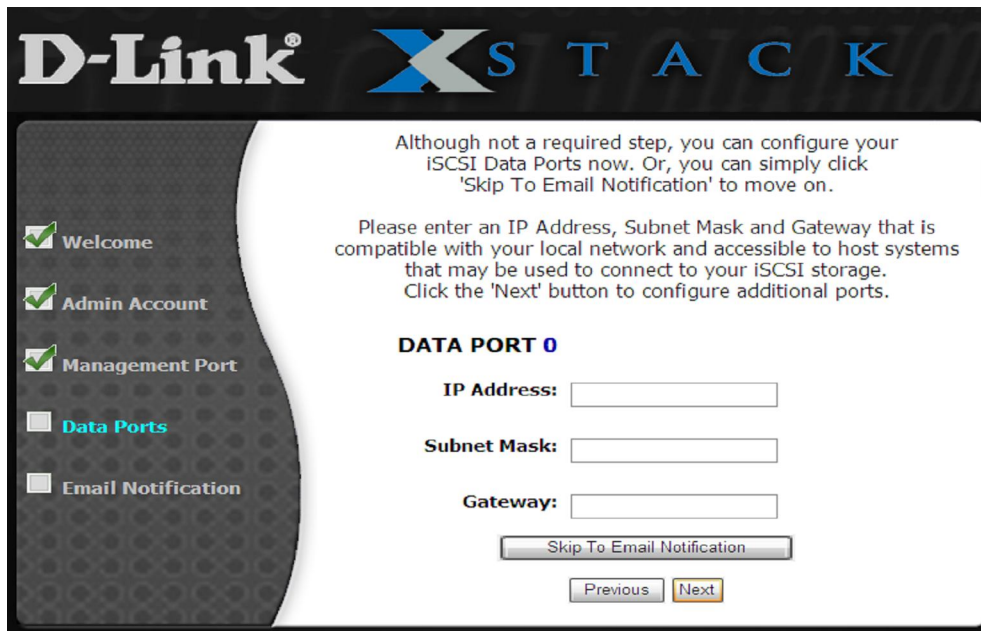 D-Link® XSTACK
Although not a required step, you can configure your
iSCSI Data Ports now. Or, you can simply click
'Skip To Email Notification' to move on.
Please enter an IP Address, Subnet Mask and Gateway that is
compatible with your local network and accessible to host systems
that may be used to connect to your iSCSI storage.
Click the 'Next' button to configure additional ports.
Welcome
Admin Account
Management Port
Data Ports
Email Notification
DATA PORT 0
IP Address:
Subnet Mask:
Gateway:
Skip To Email Notification
Previous Next